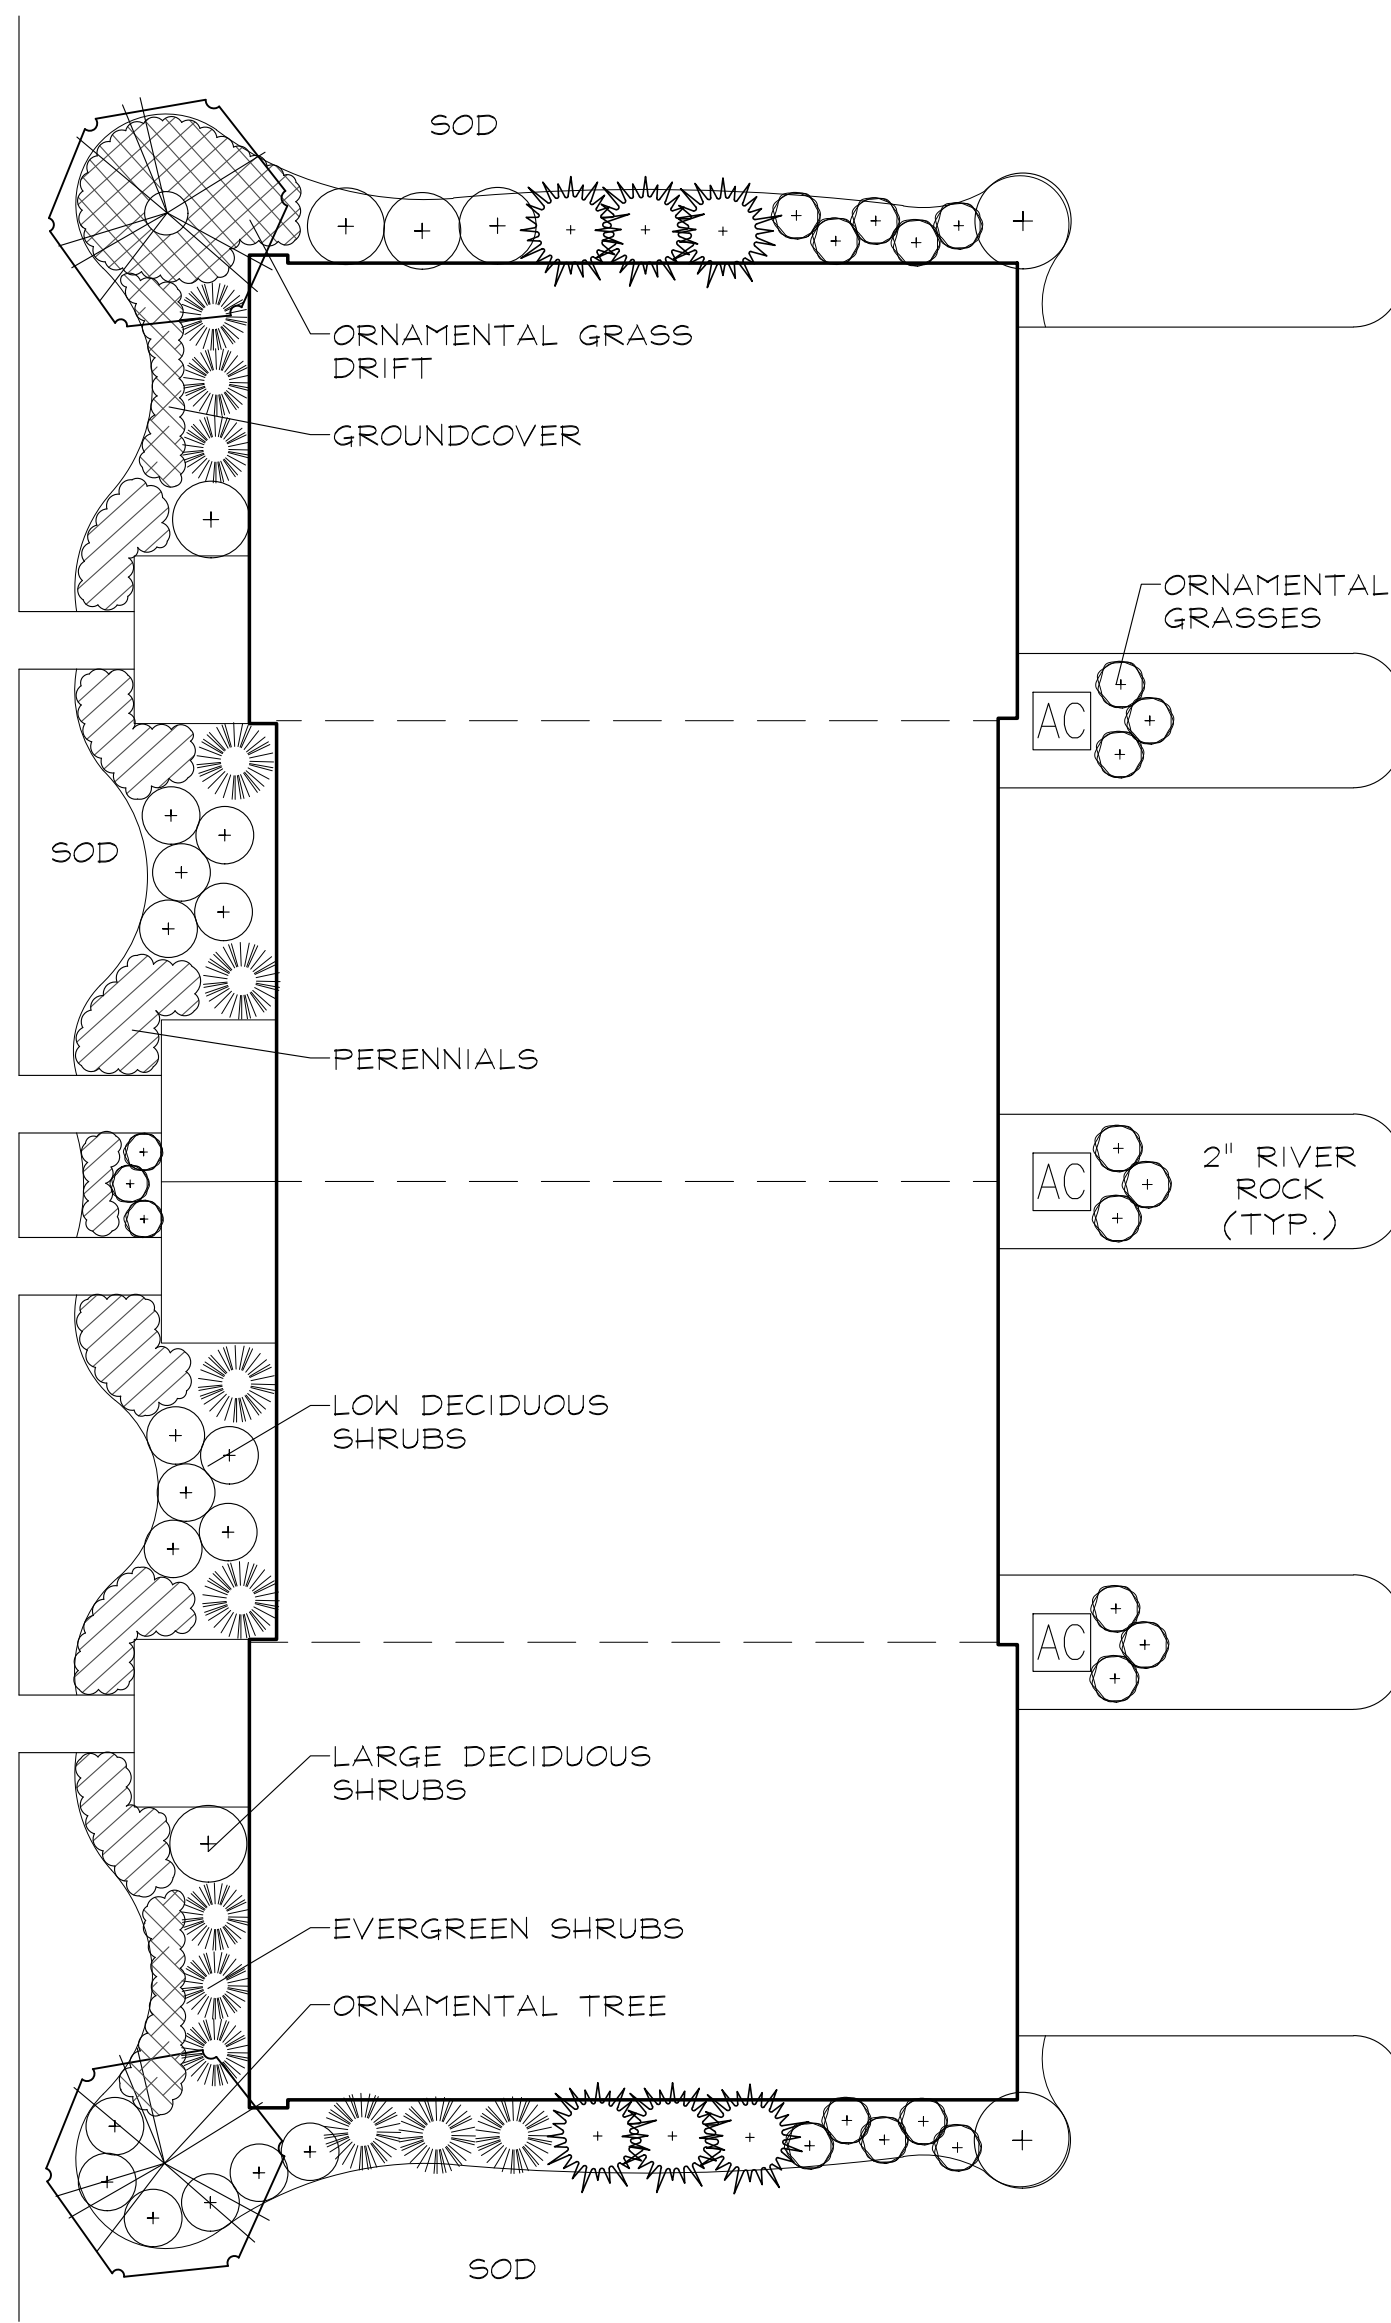 SOD
ORNAMENTAL GRASS
DRIFT
GROUNDCOVER
ORNAMENTAL
GRASSES
AC
SOD
PERENNIALS
AC
2" RIVER
ROCK
(TYP.)
LOW DECIDUOUS
SHRUBS
AC
LARGE DECIDUOUS
SHRUBS
EVERGREEN SHRUBS
ORNAMENTAL TREE
SOD